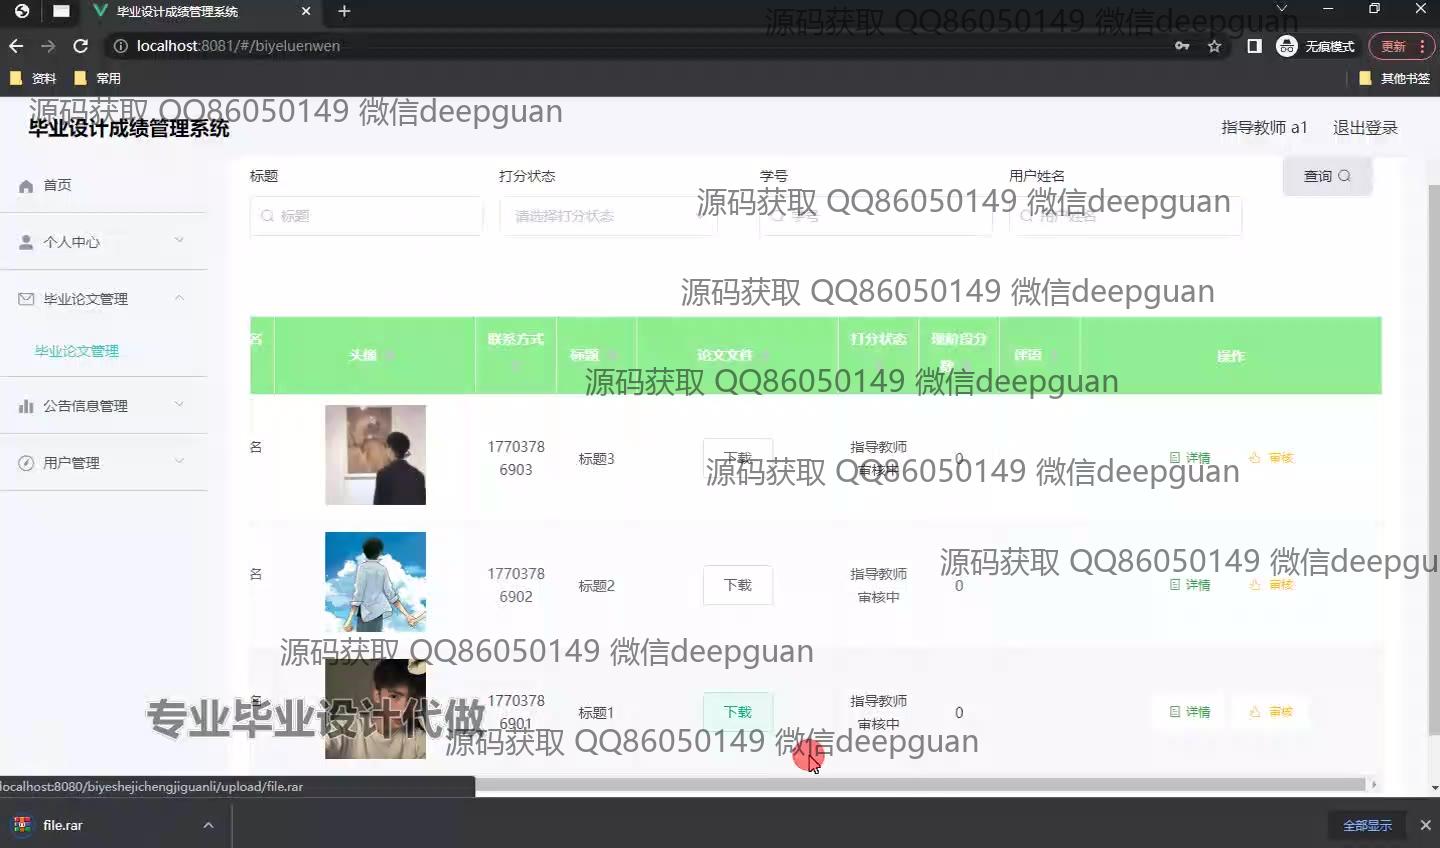 毕业设计成绩管理系统
源码获取 QQ86050149 微信deepguan
localhost:8081/#/biyeluenwen
无痕模式
更新
资料
常用
其他书签
源码获取 QQ86050149 微信deepguan
毕业设计成绩管理系统
指导教师 a1
退出登录
首页
个人中心
毕业论文管理
毕业论文管理
公告信息管理
用户管理
标题
打分状态
学号
用户姓名
查询
标题
请选择打分状态
学号
用户姓名
源码获取 QQ86050149 微信deepguan
源码获取 QQ86050149 微信deepguan
名
头像
联系方式
标题
论文文件
打分状态
现阶段分
数
评语
操作
源码获取 QQ86050149 微信deepguan
名
1770378
6903
标题3
下载
指导教师
审核中
0
详情
审核
源码获取 QQ86050149 微信deepguan
名
1770378
6902
标题2
下载
指导教师
审核中
0
详情
审核
源码获取 QQ86050149 微信deepgu
源码获取 QQ86050149 微信deepguan
名
1770378
6901
标题1
下载
指导教师
审核中
0
详情
审核
专业毕业设计代做
源码获取 QQ86050149 微信deepguan
localhost:8080/biyeshejichengjiguanli/upload/file.rar
file.rar
全部显示